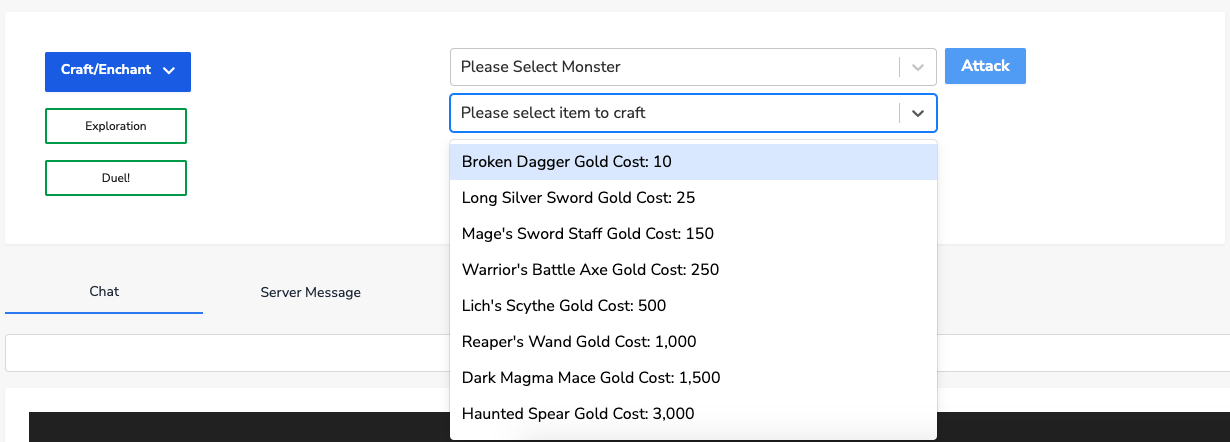 Craft/Enchant
Exploration
Duel!
Please Select Monster
Attack
Please select item to craft
Broken Dagger Gold Cost: 10
Long Silver Sword Gold Cost: 25
Mage's Sword Staff Gold Cost: 150
Warrior's Battle Axe Gold Cost: 250
Lich's Scythe Gold Cost: 500
Reaper's Wand Gold Cost: 1,000
Dark Magma Mace Gold Cost: 1,500
Haunted Spear Gold Cost: 3,000
Chat
Server Message